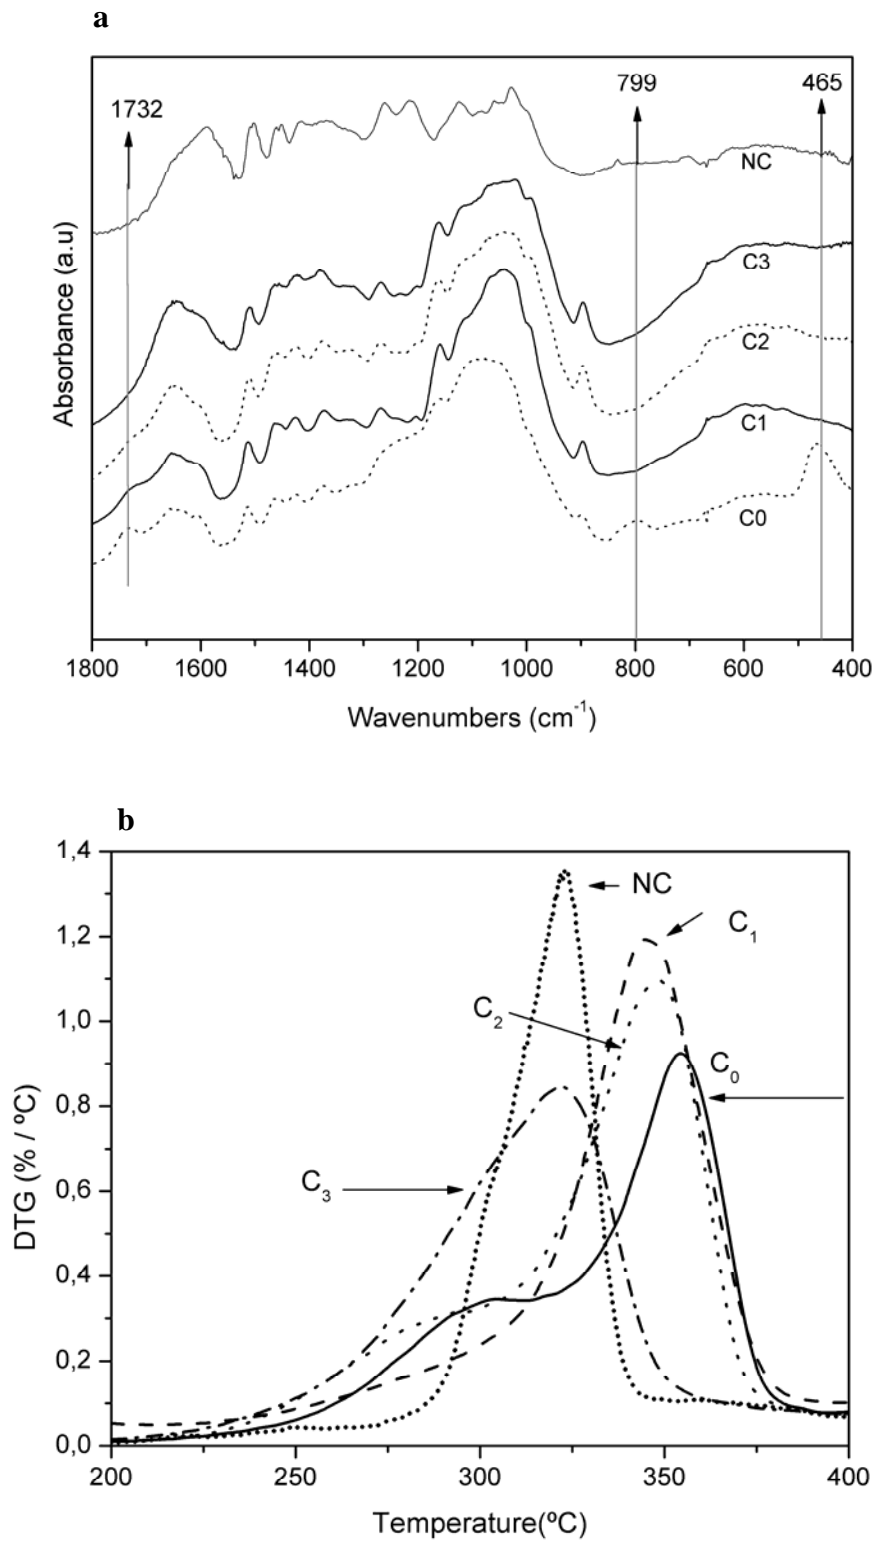 a
1732
799
465
NC
C3
C2
C1
C0
Absorbance (a.u)
1800 1600 1400 1200 1000 800 600 400
Wavenumbers (cm-1)
b
1,4
1,2
1,0
0,8
0,6
0,4
0,2
0,0
DTG (% / ºC)
NC
C1
C2
C0
C3
200 250 300 350 400
Temperature(ºC)